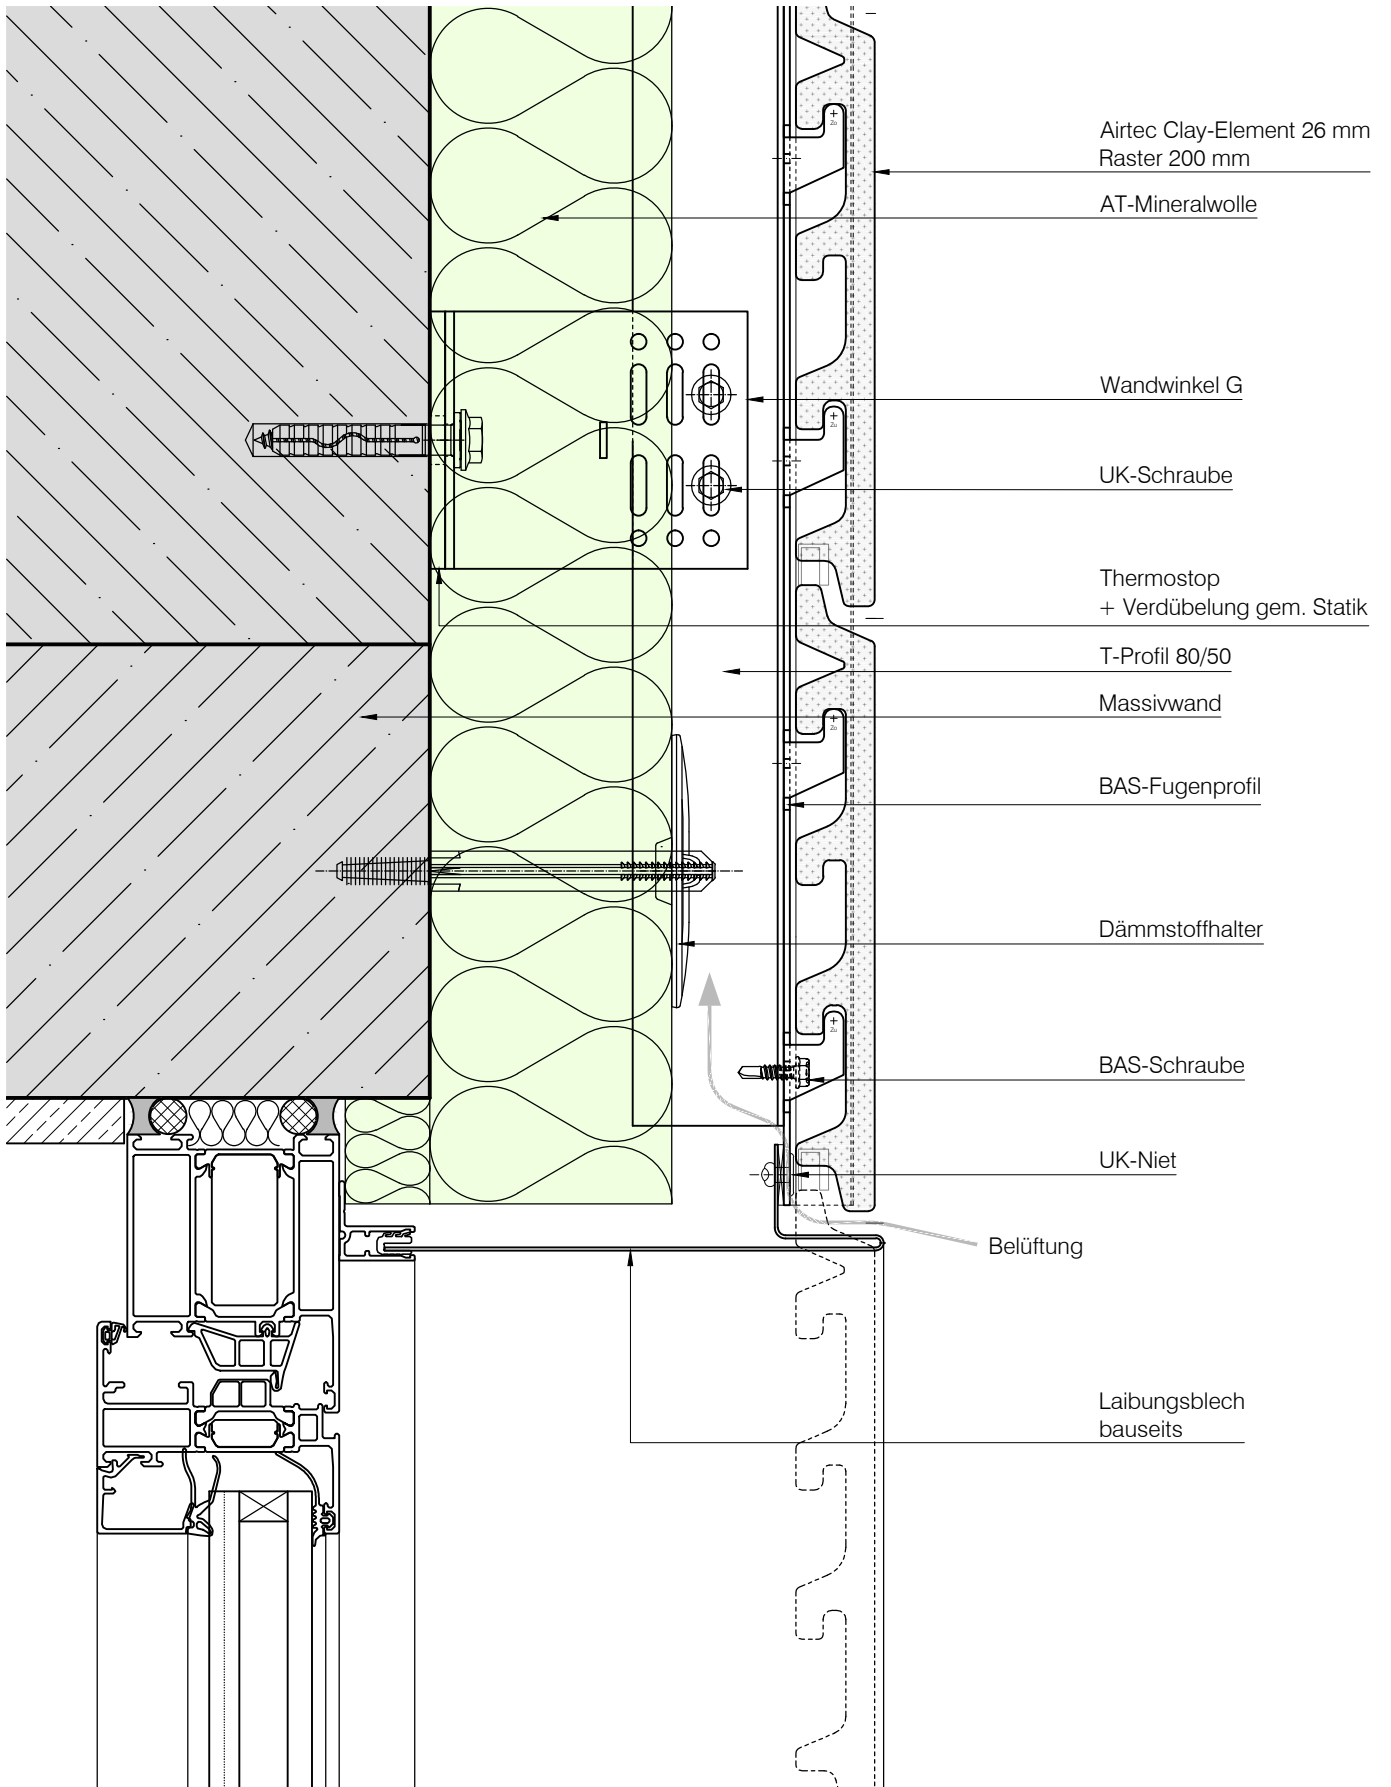 Airtec Clay-Element 26 mm
Raster 200 mm
AT-Mineralwolle
Wandwinkel G
UK-Schraube
Thermostop
+ Verdübelung gem. Statik
T-Profil 80/50
Massivwand
BAS-Fugenprofil
Dämmstoffhalter
BAS-Schraube
UK-Niet
Belüftung
Laibungsblech
bauseits